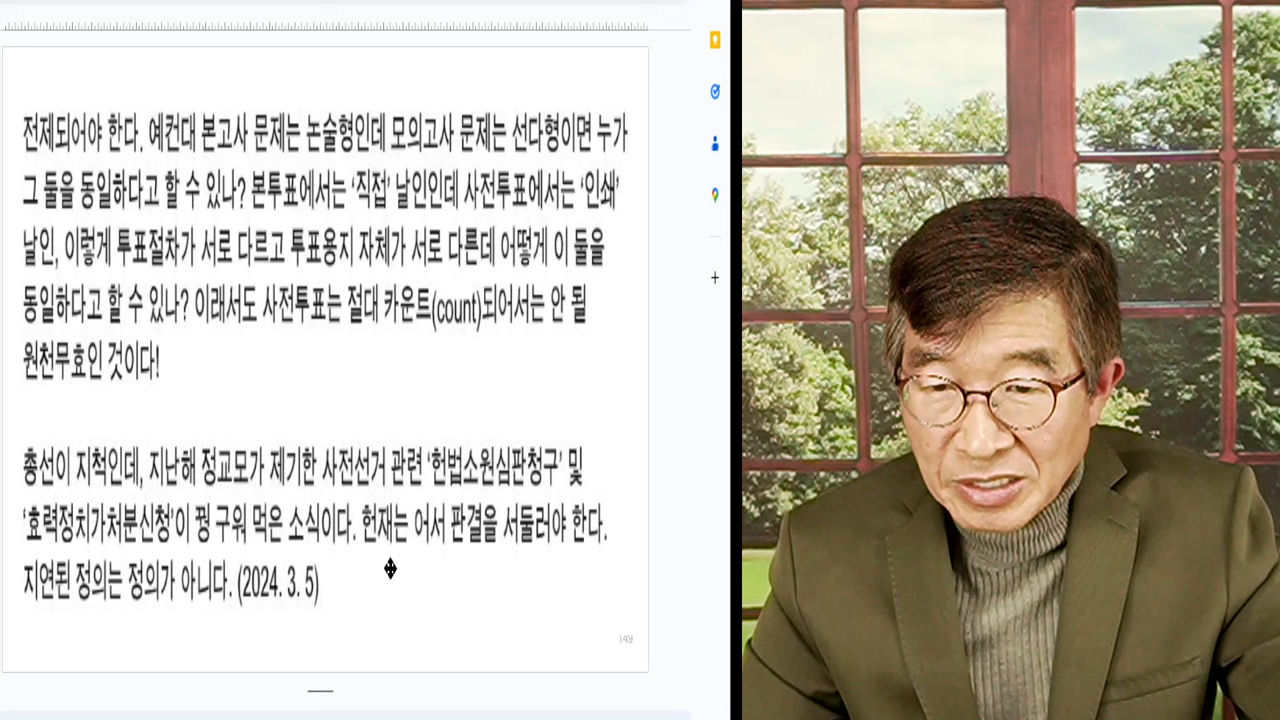 전제되어야 한다. 예컨대 본고사 문제는 논술형인데 모의고사 문제는 선다형이면 누가
그 둘을 동일하다고 할 수 있나? 본투표에서는 ‘직접’ 날인인데 사전투표에서는 ‘인쇄’
날인, 이렇게 투표절차가 서로 다르고 투표용지 자체가 서로 다른데 어떻게 이 둘을
동일하다고 할 수 있나? 이래서도 사전투표는 절대 카운트(count)되어서는 안 될
원천무효인 것이다!
총선이 지척인데, 지난해 정교모가 제기한 사전선거 관련 ‘헌법소원심판청구’ 및
‘효력정치가처분신청’이 꿩 구워 먹은 소식이다. 헌재는 어서 판결을 서둘러야 한다.
지연된 정의는 정의가 아니다. (2024. 3. 5)
149